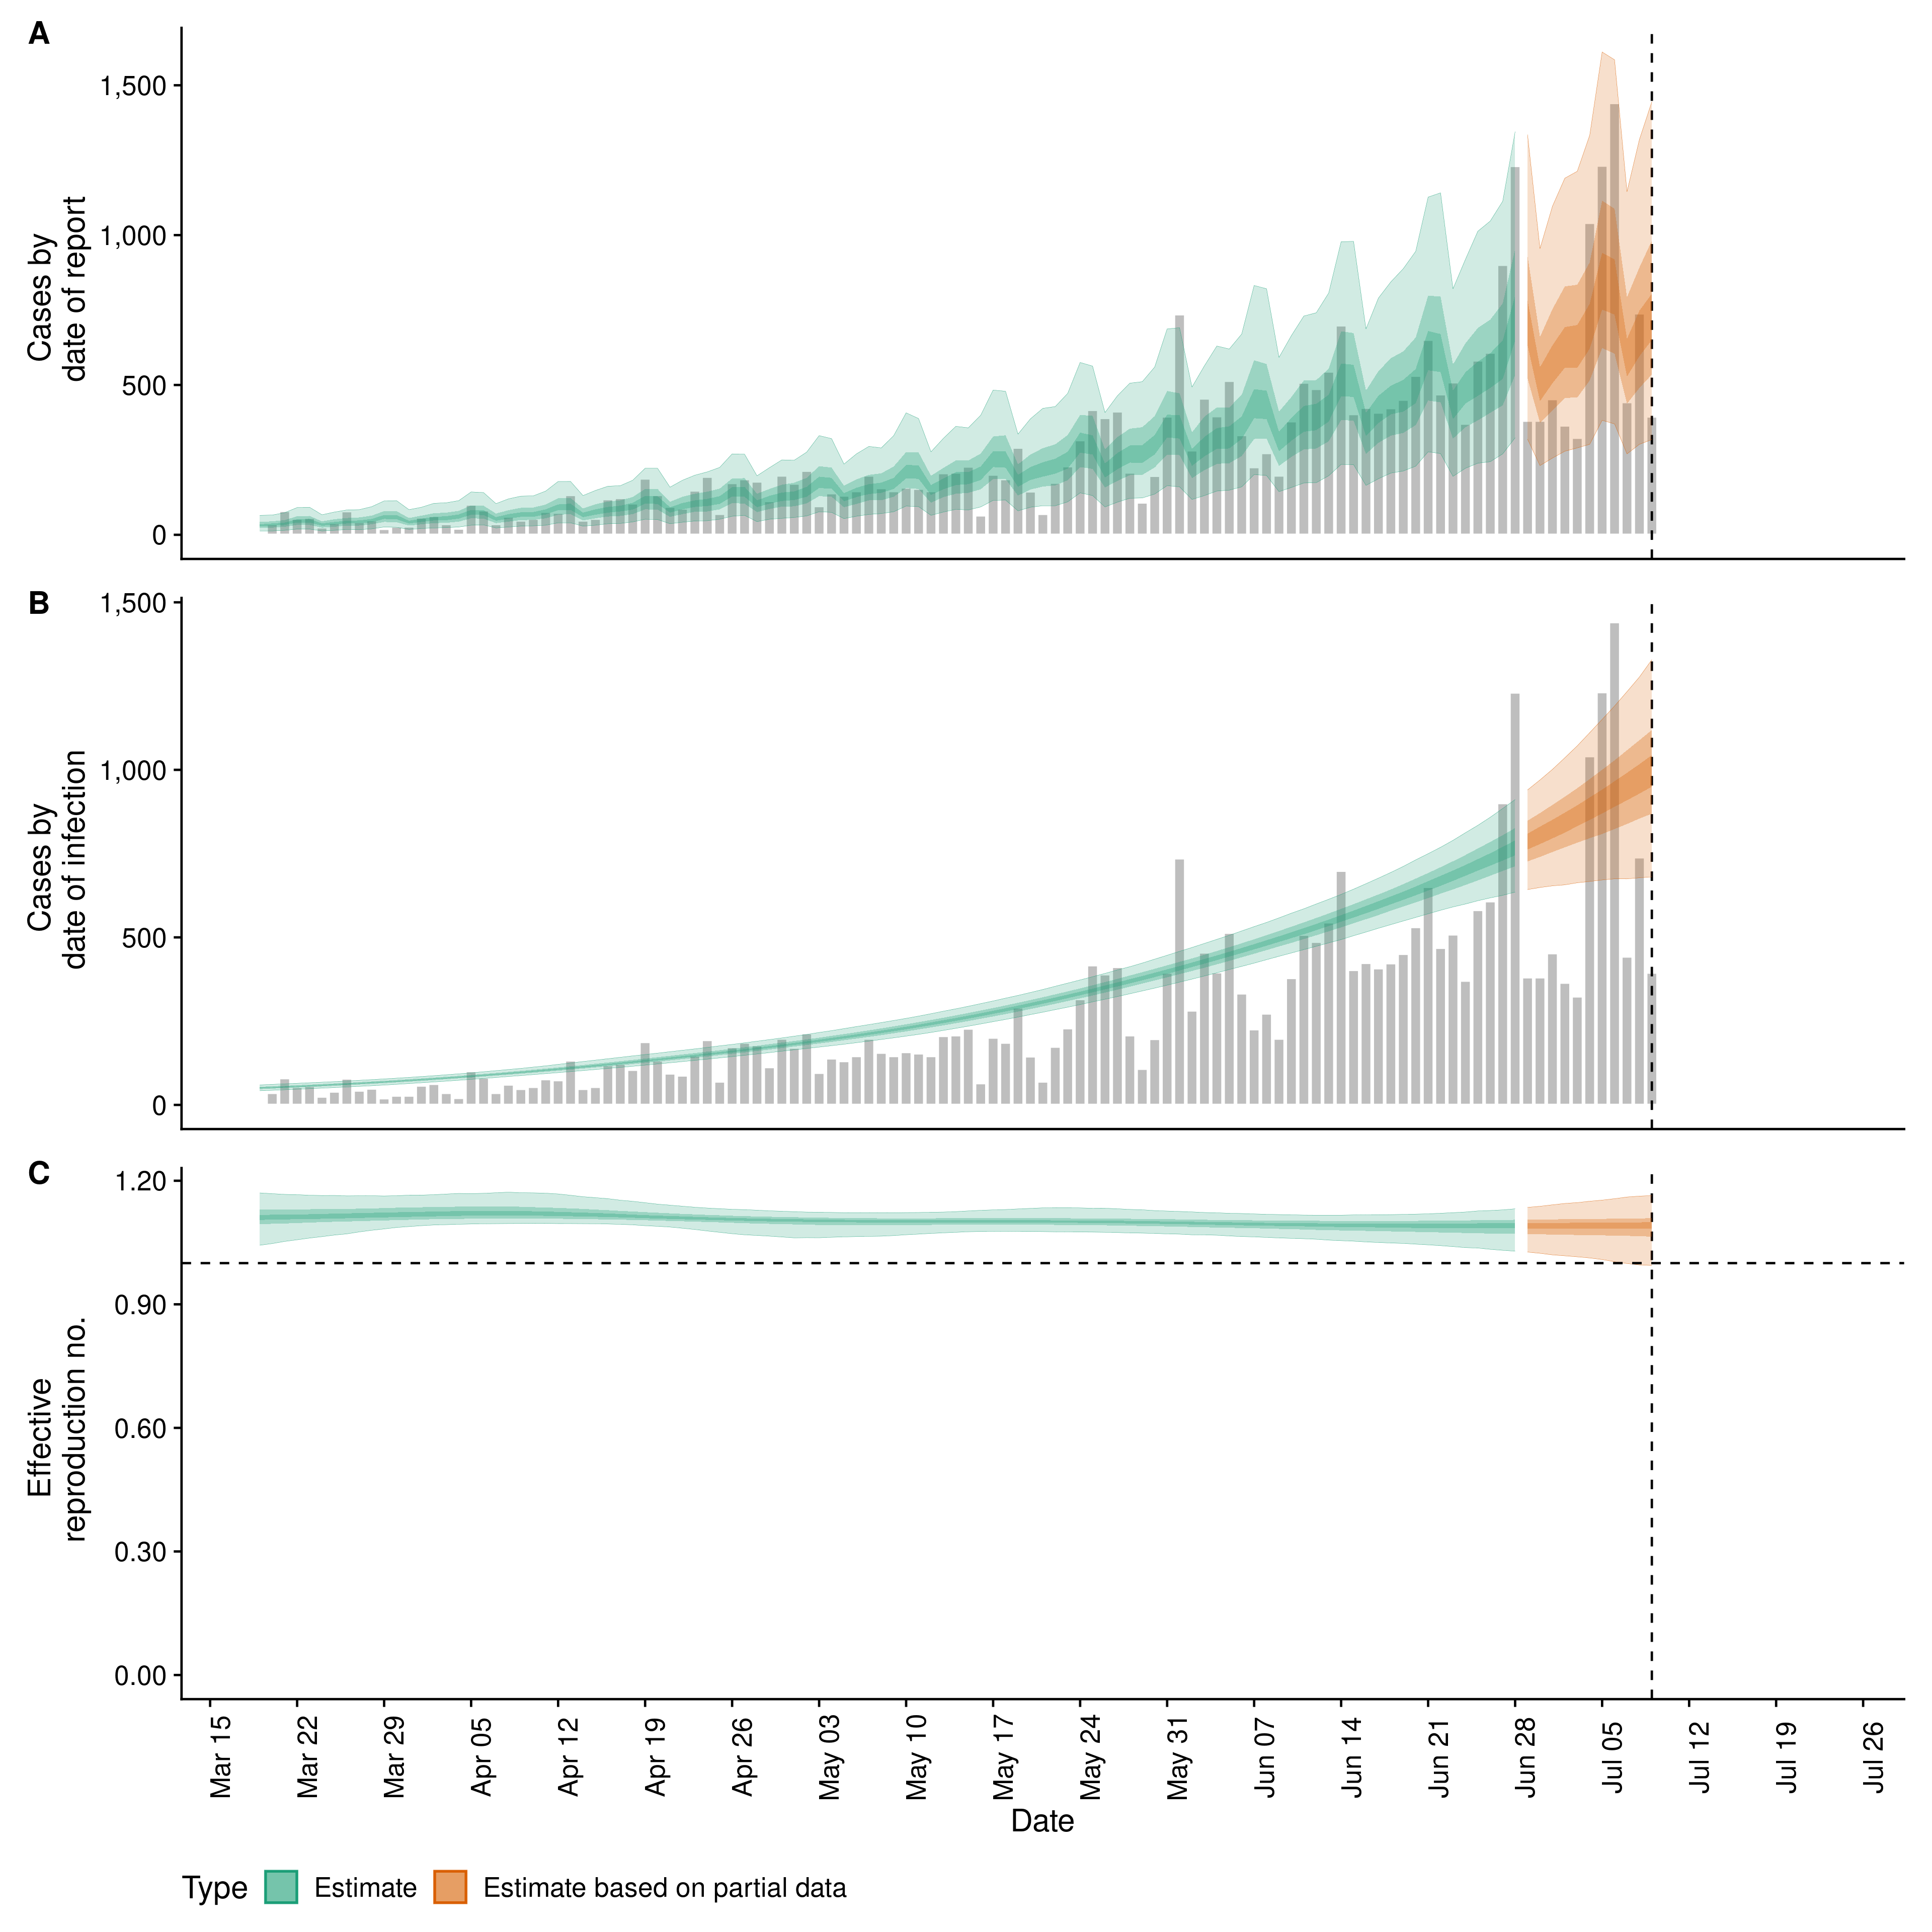 A
1,500
1,000
500
0
Cases by
date of report
B
1,500
1,000
500
0
Cases by
date of infection
C
1.20
0.90
0.60
0.30
0.00
Effective
reproduction no.
Mar 15
Mar 22
Mar 29
Apr 05
Apr 12
Apr 19
Apr 26
May 03
May 10
May 17
May 24
May 31
Jun 07
Jun 14
Jun 21
Jun 28
Jul 05
Jul 12
Jul 19
Jul 26
Date
Type Estimate Estimate based on partial data